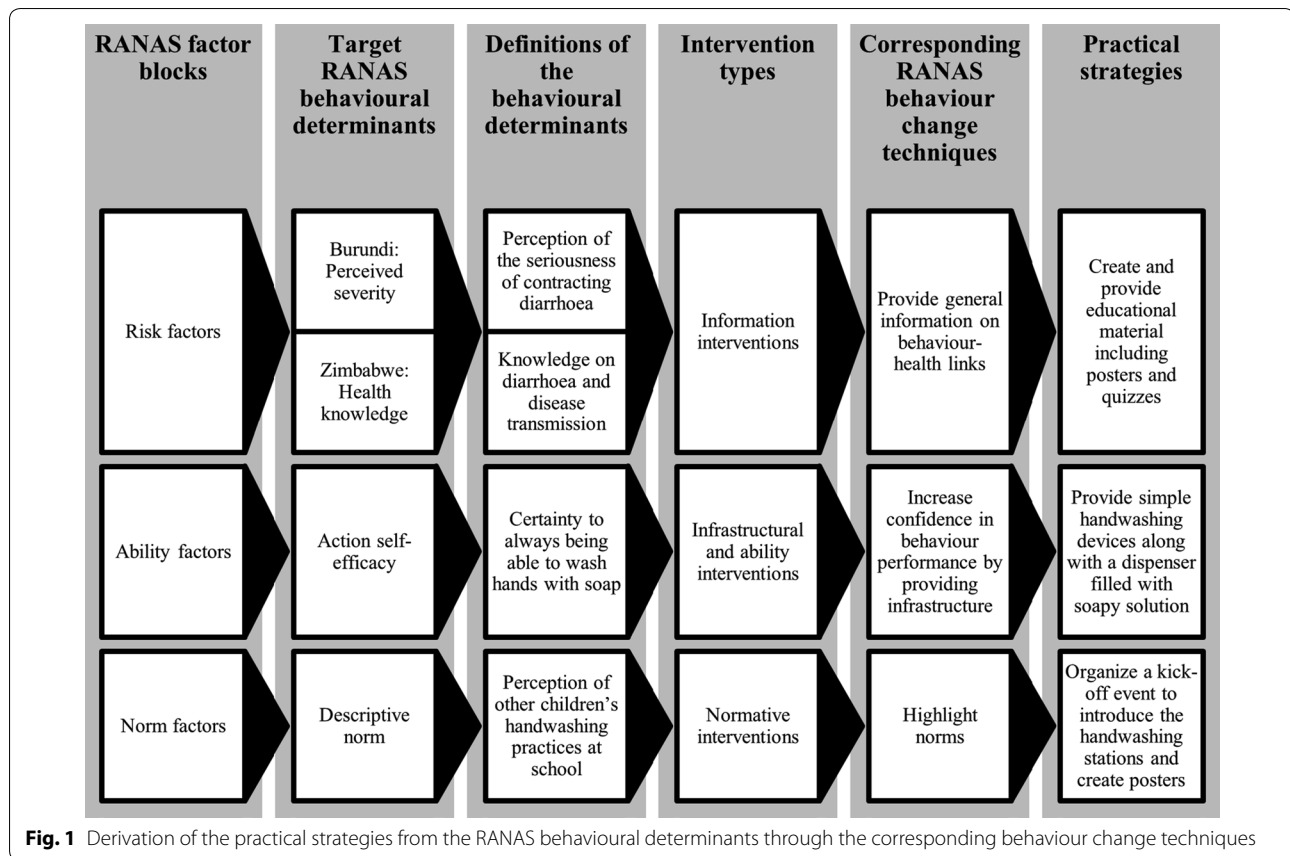 RANAS factor
blocks
Target
RANAS
behavioural
determinants
Definitions of
the
behavioural
determinants
Intervention
types
Corresponding
RANAS
behaviour
change
techniques
Practical
strategies
Risk factors
Burundi:
Perceived
severity
Zimbabwe:
Health
knowledge
Perception of
the seriousness
of contracting
diarrhoea
Knowledge on
diarrhoea and
disease
transmission
Information
interventions
Provide general
information on
behaviour-
health links
Create and
provide
educational
material
including
posters and
quizzes
Ability factors
Action self-
efficacy
Certainty to
always being
able to wash
hands with soap
Infrastructural
and ability
interventions
Increase
confidence in
behaviour
performance by
providing
infrastructure
Provide simple
handwashing
devices along
with a dispenser
filled with
soapy solution
Norm factors
Descriptive
norm
Perception of
other children's
handwashing
practices at
school
Normative
interventions
Highlight
norms
Organize a kick-
off event to
introduce the
handwashing
stations and
create posters
Fig. 1 Derivation of the practical strategies from the RANAS behavioural determinants through the corresponding behaviour change techniques